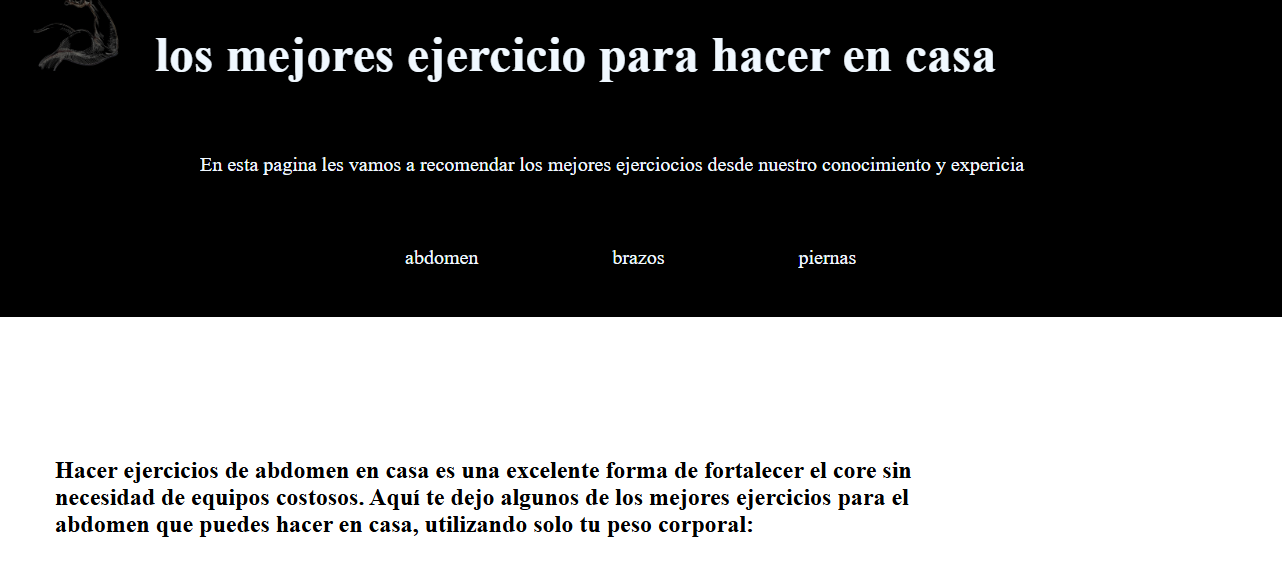 los mejores ejercicio para hacer en casa
En esta pagina les vamos a recomendar los mejores ejerciocios desde nuestro conocimiento y expericia
abdomen brazos piernas
Hacer ejercicios de abdomen en casa es una excelente forma de fortalecer el core sin
necesidad de equipos costosos. Aquí te dejo algunos de los mejores ejercicios para el
abdomen que puedes hacer en casa, utilizando solo tu peso corporal: